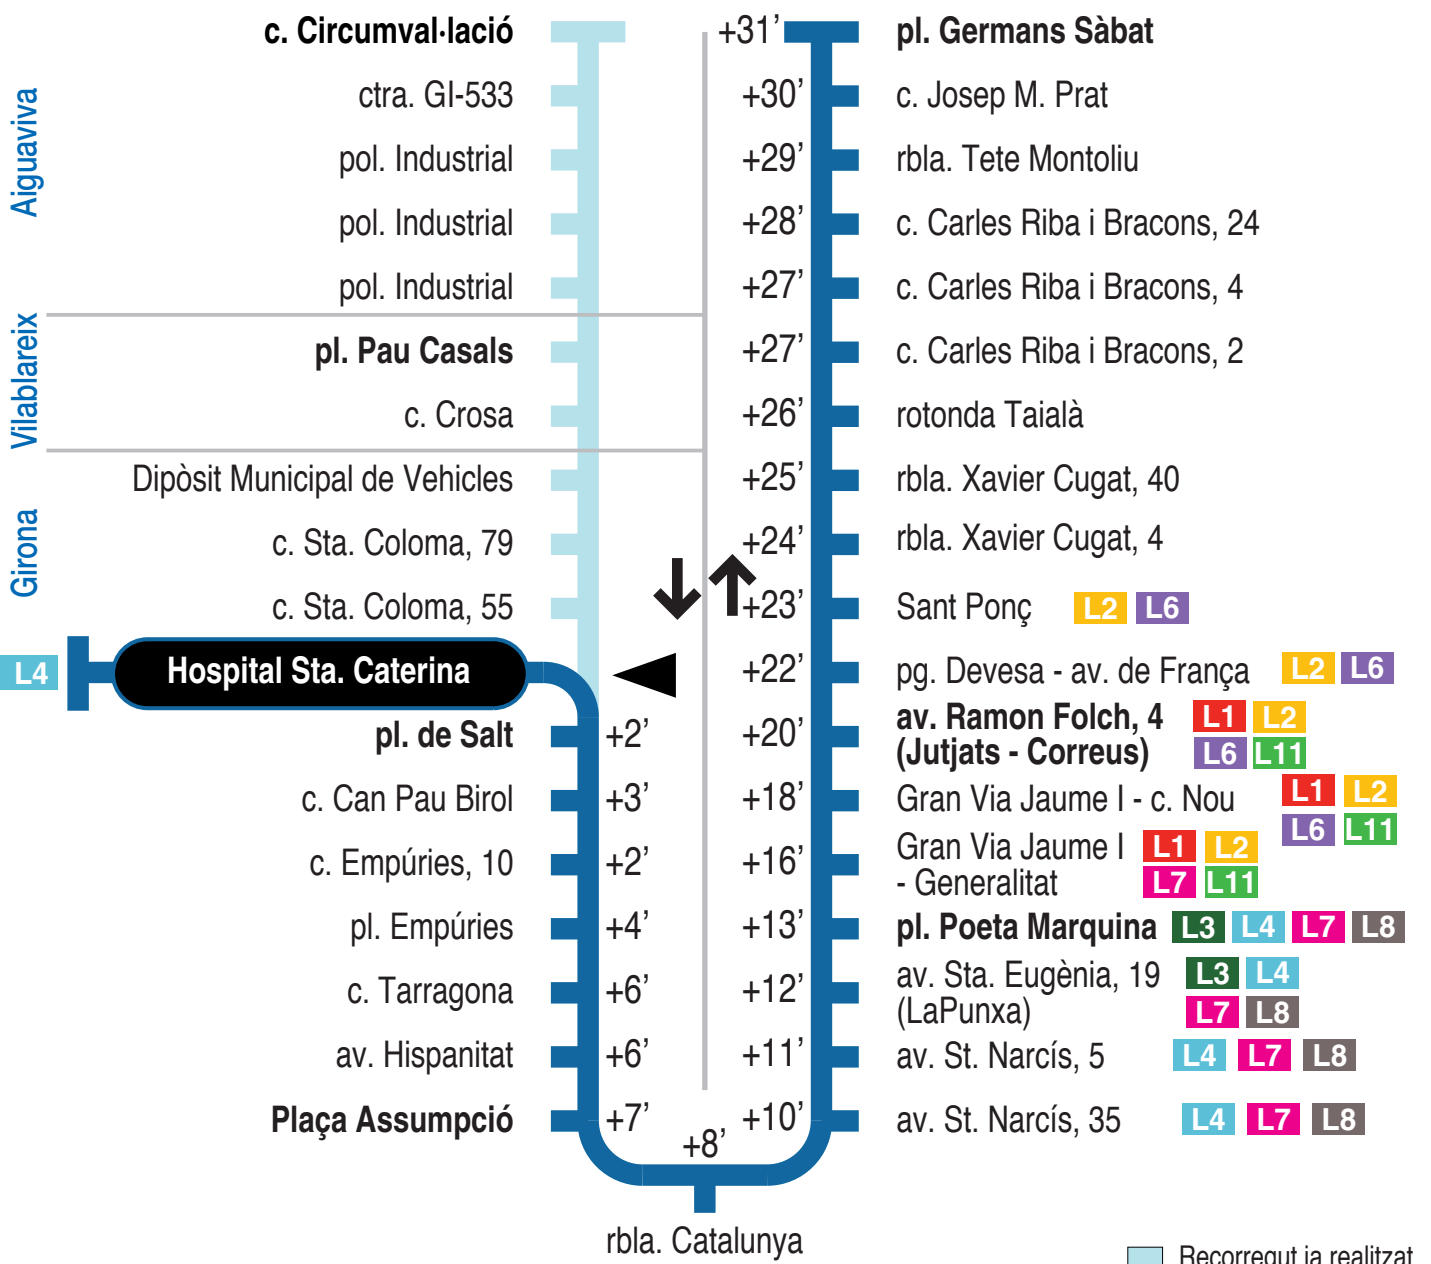 Aiguaviva
c. Circumval·lació
ctra. GI-533
pol. Industrial
pol. Industrial
pol. Industrial
Vilablareix
pl. Pau Casals
c. Crosa
Girona
Dipòsit Municipal de Vehicles
c. Sta. Coloma, 79
c. Sta. Coloma, 55
L4 Hospital Sta. Caterina
pl. de Salt +2’
c. Can Pau Birol +3’
c. Empúries, 10 +2’
pl. Empúries +4’
c. Tarragona +6’
av. Hispanitat +6’
Plaça Assumpció +7’
+8’
rbla. Catalunya
+31’ pl. Germans Sàbat
+30’ c. Josep M. Prat
+29’ rbla. Tete Montoliu
+28’ c. Carles Riba i Bracons, 24
+27’ c. Carles Riba i Bracons, 4
+27’ c. Carles Riba i Bracons, 2
+26’ rotonda Taialà
+25’ rbla. Xavier Cugat, 40
+24’ rbla. Xavier Cugat, 4
+23’ Sant Ponç L2 L6
+22’ pg. Devesa - av. de França L2 L6
+20’ av. Ramon Folch, 4 L1 L2
(Jutjats - Correus) L6 L11
+18’ Gran Via Jaume I - c. Nou L1 L2
L6 L11
+16’ Gran Via Jaume I L1 L2
- Generalitat L7 L11
+13’ pl. Poeta Marquina L3 L4 L7 L8
+12’ av. Sta. Eugènia, 19 L3 L4
(LaPunxa) L7 L8
+11’ av. St. Narcís, 5 L4 L7 L8
+10’ av. St. Narcís, 35 L4 L7 L8
Recorregut ja realitzat